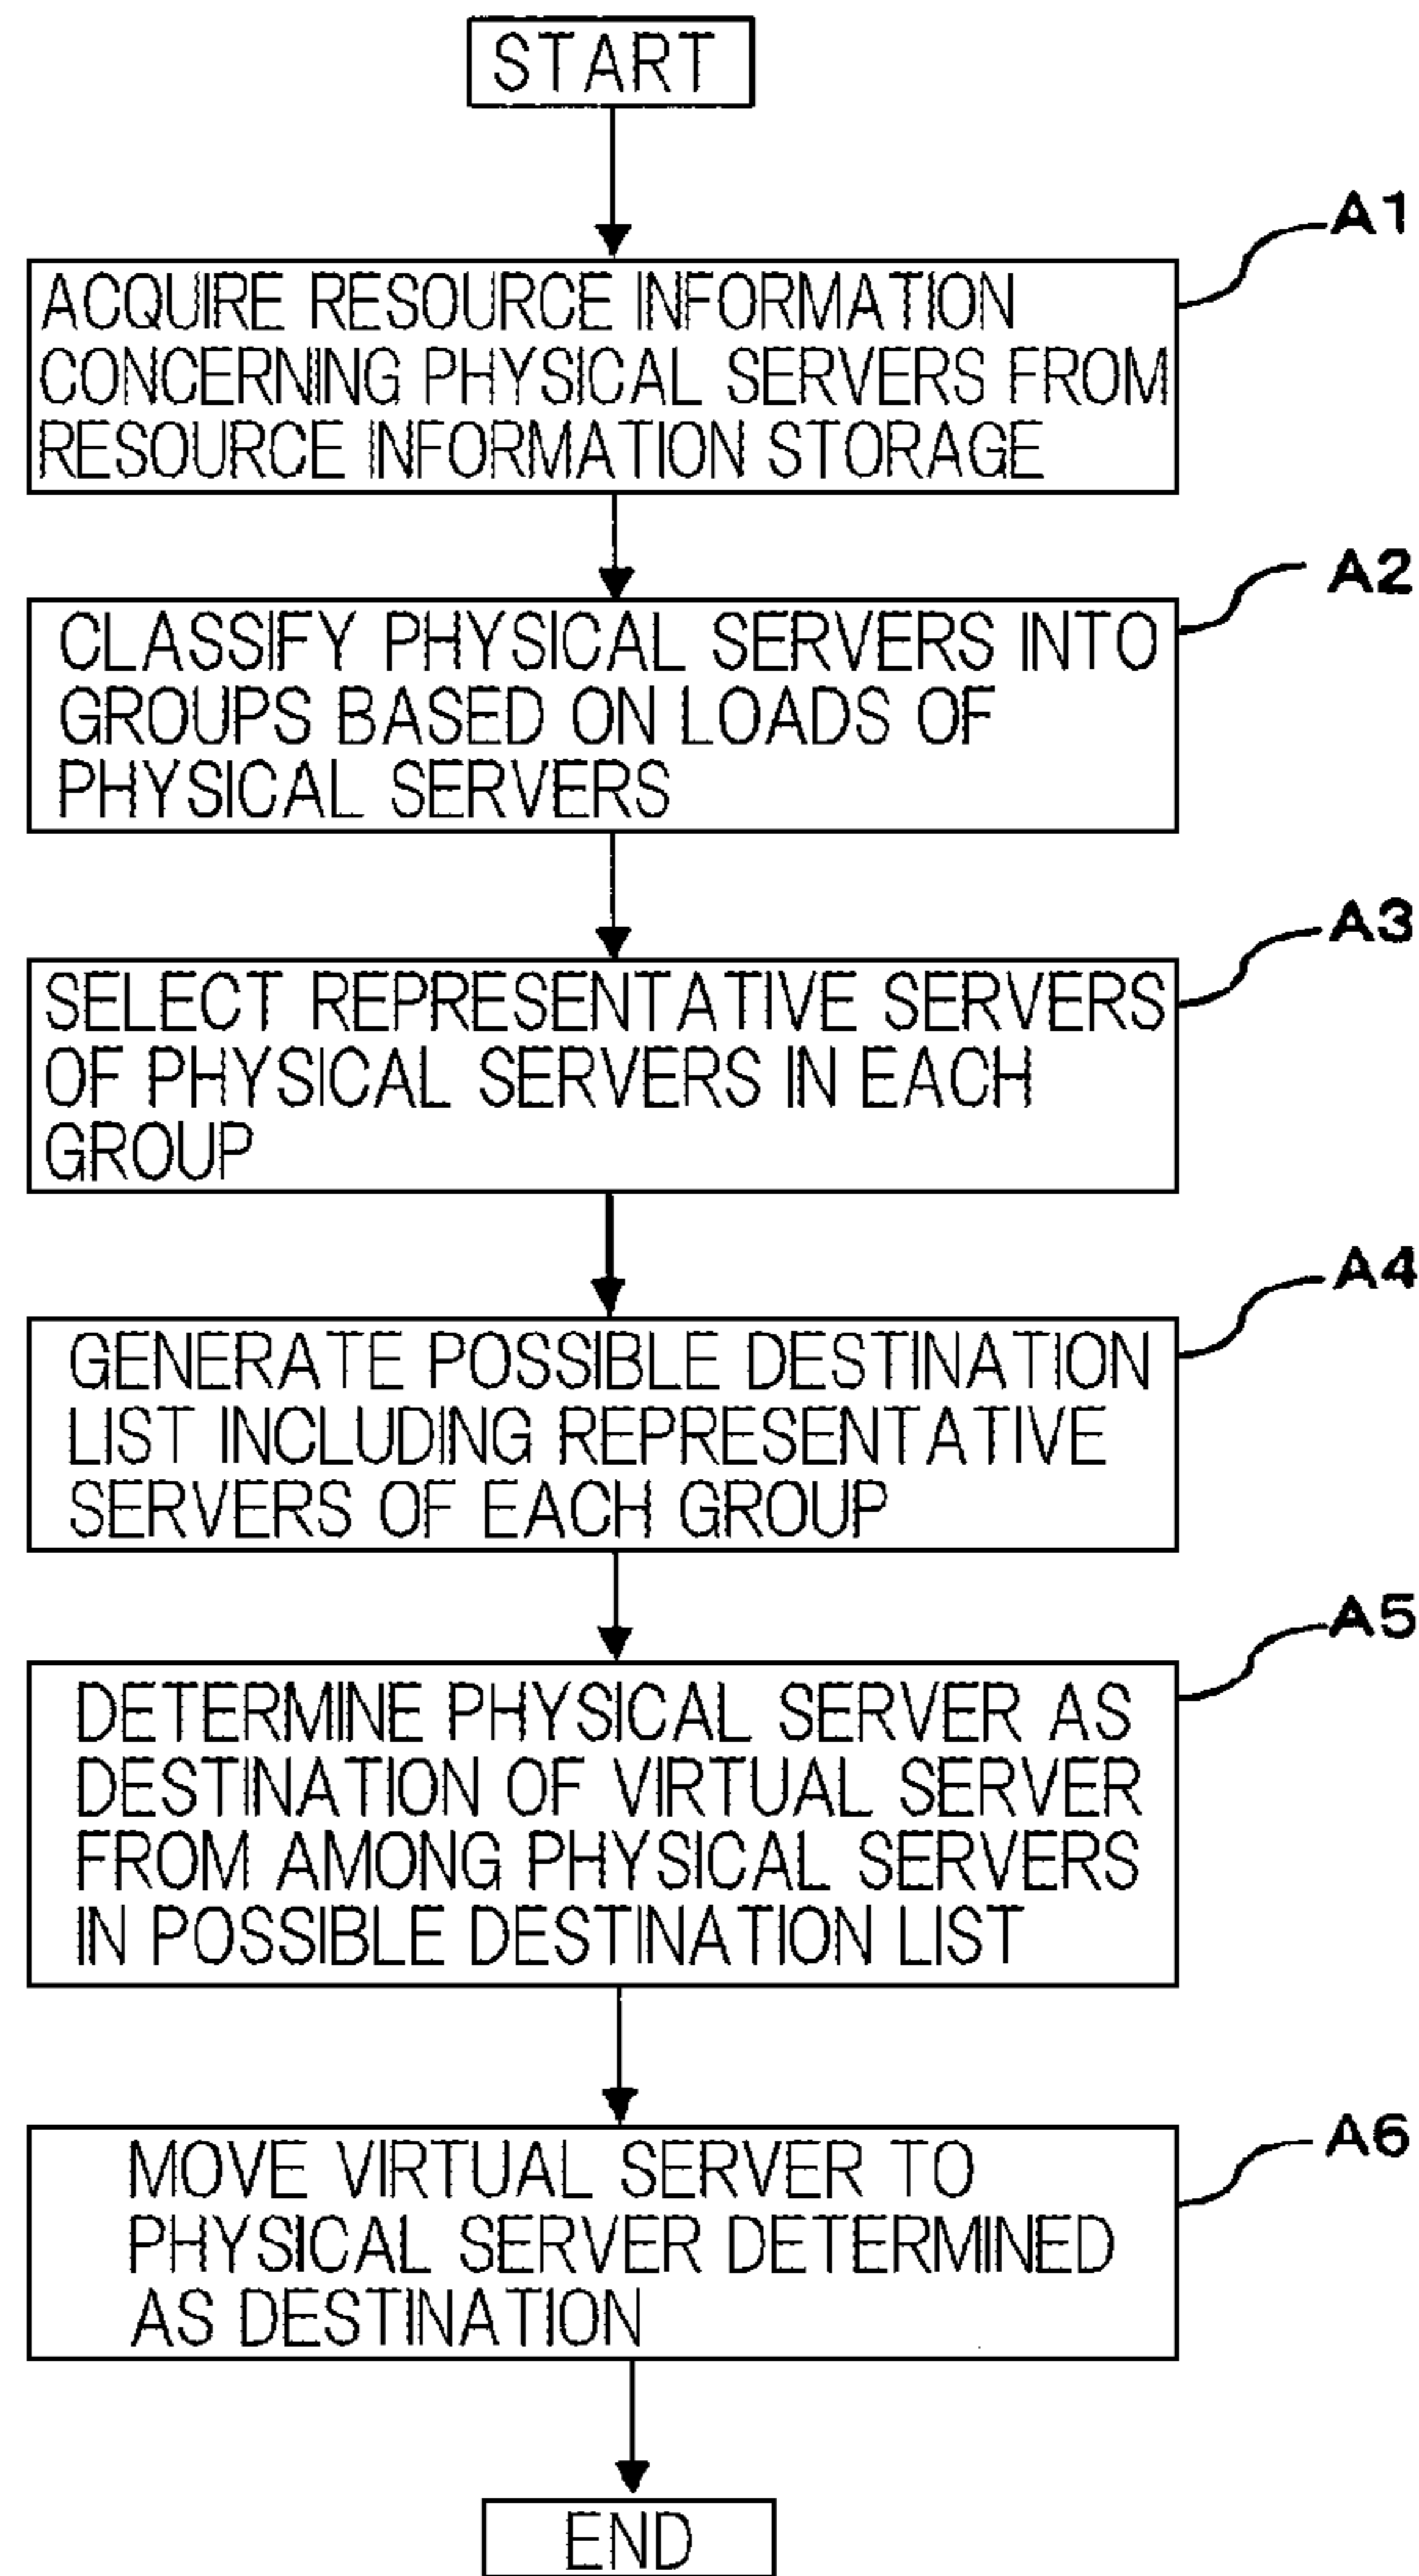 START
A1
ACQUIRE RESOURCE INFORMATION
CONCERNING PHYSICAL SERVERS FROM
RESOURCE INFORMATION STORAGE
A2
CLASSIFY PHYSICAL SERVERS INTO
GROUPS BASED ON LOADS OF
PHYSICAL SERVERS
A3
SELECT REPRESENTATIVE SERVERS
OF PHYSICAL SERVERS IN EACH
GROUP
A4
GENERATE POSSIBLE DESTINATION
LIST INCLUDING REPRESENTATIVE
SERVERS OF EACH GROUP
A5
DETERMINE PHYSICAL SERVER AS
DESTINATION OF VIRTUAL SERVER
FROM AMONG PHYSICAL SERVERS
IN POSSIBLE DESTINATION LIST
A6
MOVE VIRTUAL SERVER TO
PHYSICAL SERVER DETERMINED
AS DESTINATION
END